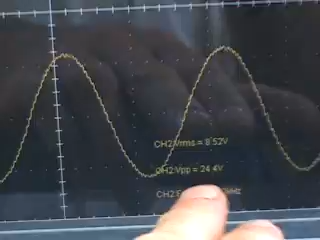 CH2:Vrms = 8.52V
CH2:Vpp = 24.4V